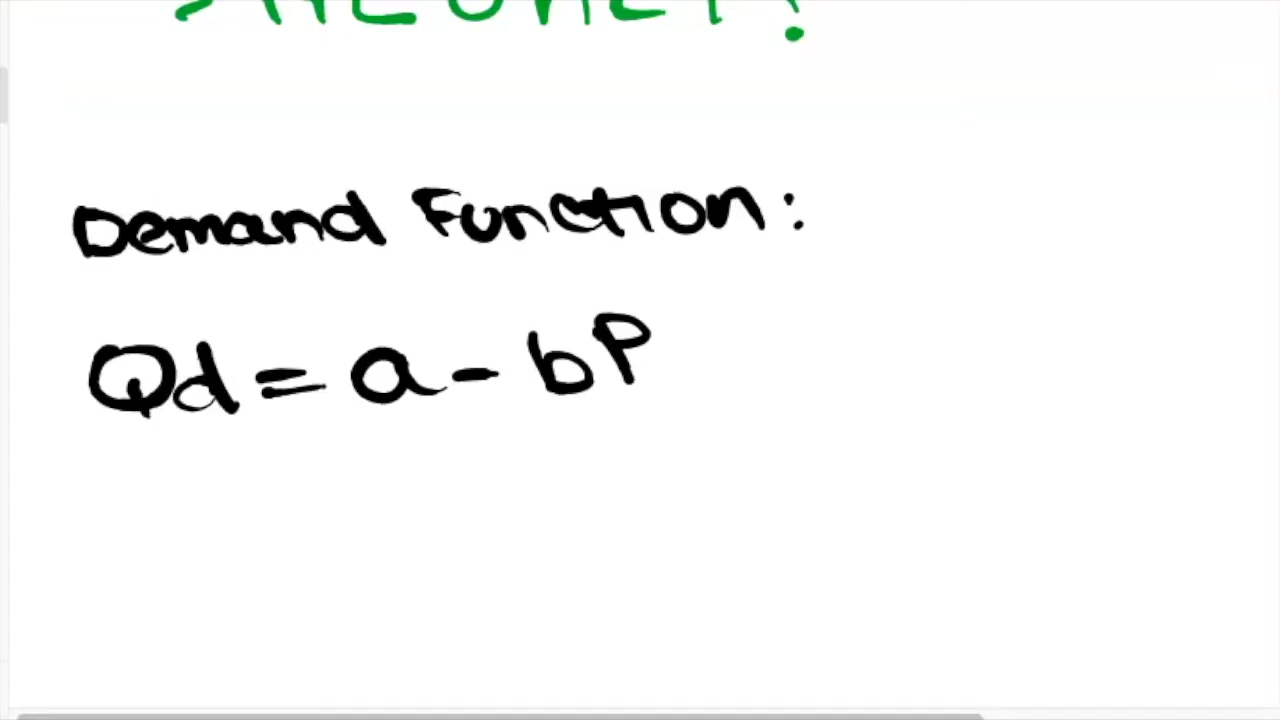 Demand Function:
Qd = a - bP